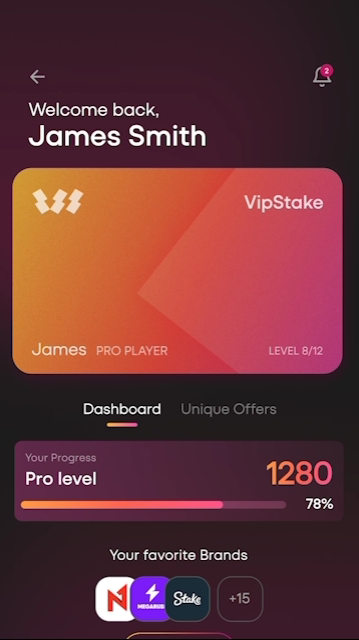 2
Welcome back,
James Smith
VipStake
James PRO PLAYER
LEVEL 8/12
Dashboard Unique Offers
Your Progress
Pro level
1280
78%
Your favorite Brands
N
MEGARUSH
Stake
+15